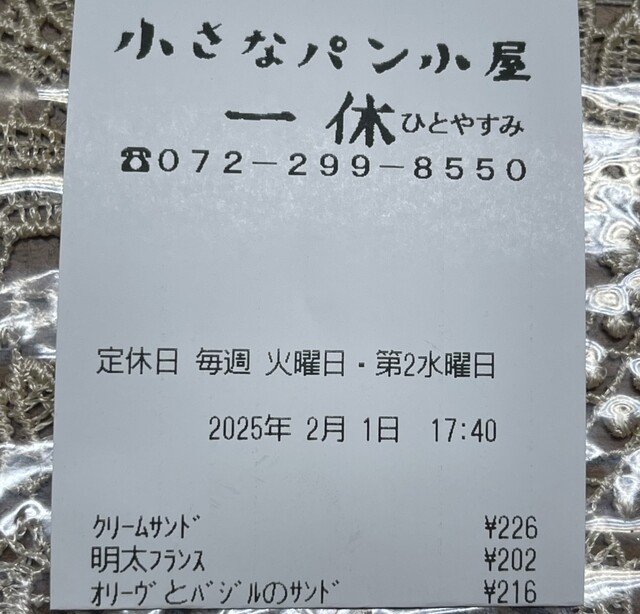 小さなパン小屋
一休ひとやすみ
☎072-299-8550
定休日 毎週 火曜日・第2水曜日
2025年 2月 1日 17:40
ｸﾘｰﾑｻﾝﾄﾞ ¥226
明太ﾌﾗﾝｽ ¥202
ｵﾘｰｳﾞとﾊﾞｼﾞﾙのｻﾝﾄﾞ ¥216